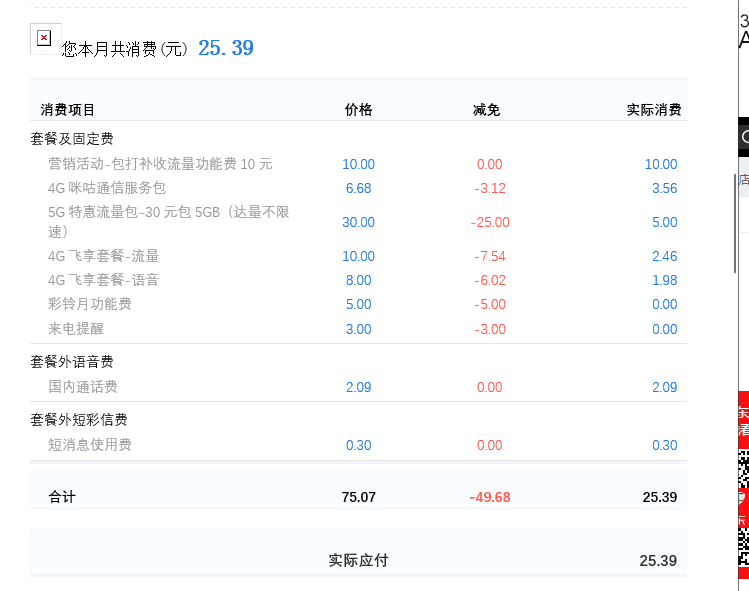 您本月共消费(元) 25.39
消费项目 价格 减免 实际消费
套餐及固定费
营销活动-包打补收流量功能费 10 元 10.00 0.00 10.00
4G 咪咕通信服务包 6.68 -3.12 3.56
5G 特惠流量包-30 元包 5GB（达量不限
速） 30.00 -25.00 5.00
4G 飞享套餐-流量 10.00 -7.54 2.46
4G 飞享套餐-语音 8.00 -6.02 1.98
彩铃月功能费 5.00 -5.00 0.00
来电提醒 3.00 -3.00 0.00
套餐外语音费
国内通话费 2.09 0.00 2.09
套餐外短彩信费
短消息使用费 0.30 0.00 0.30
合计 75.07 -49.68 25.39
实际应付 25.39
店